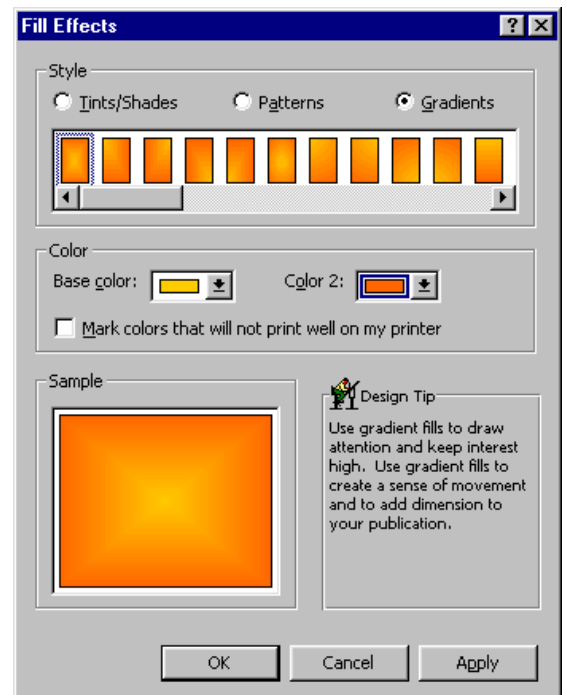 Fill Effects
Style
Tints/Shades Patterns Gradients
Color
Base color: Color 2:
Mark colors that will not print well on my printer
Sample
Design Tip
Use gradient fills to draw
attention and keep interest
high. Use gradient fills to
create a sense of movement
and to add dimension to
your publication.
OK Cancel Apply